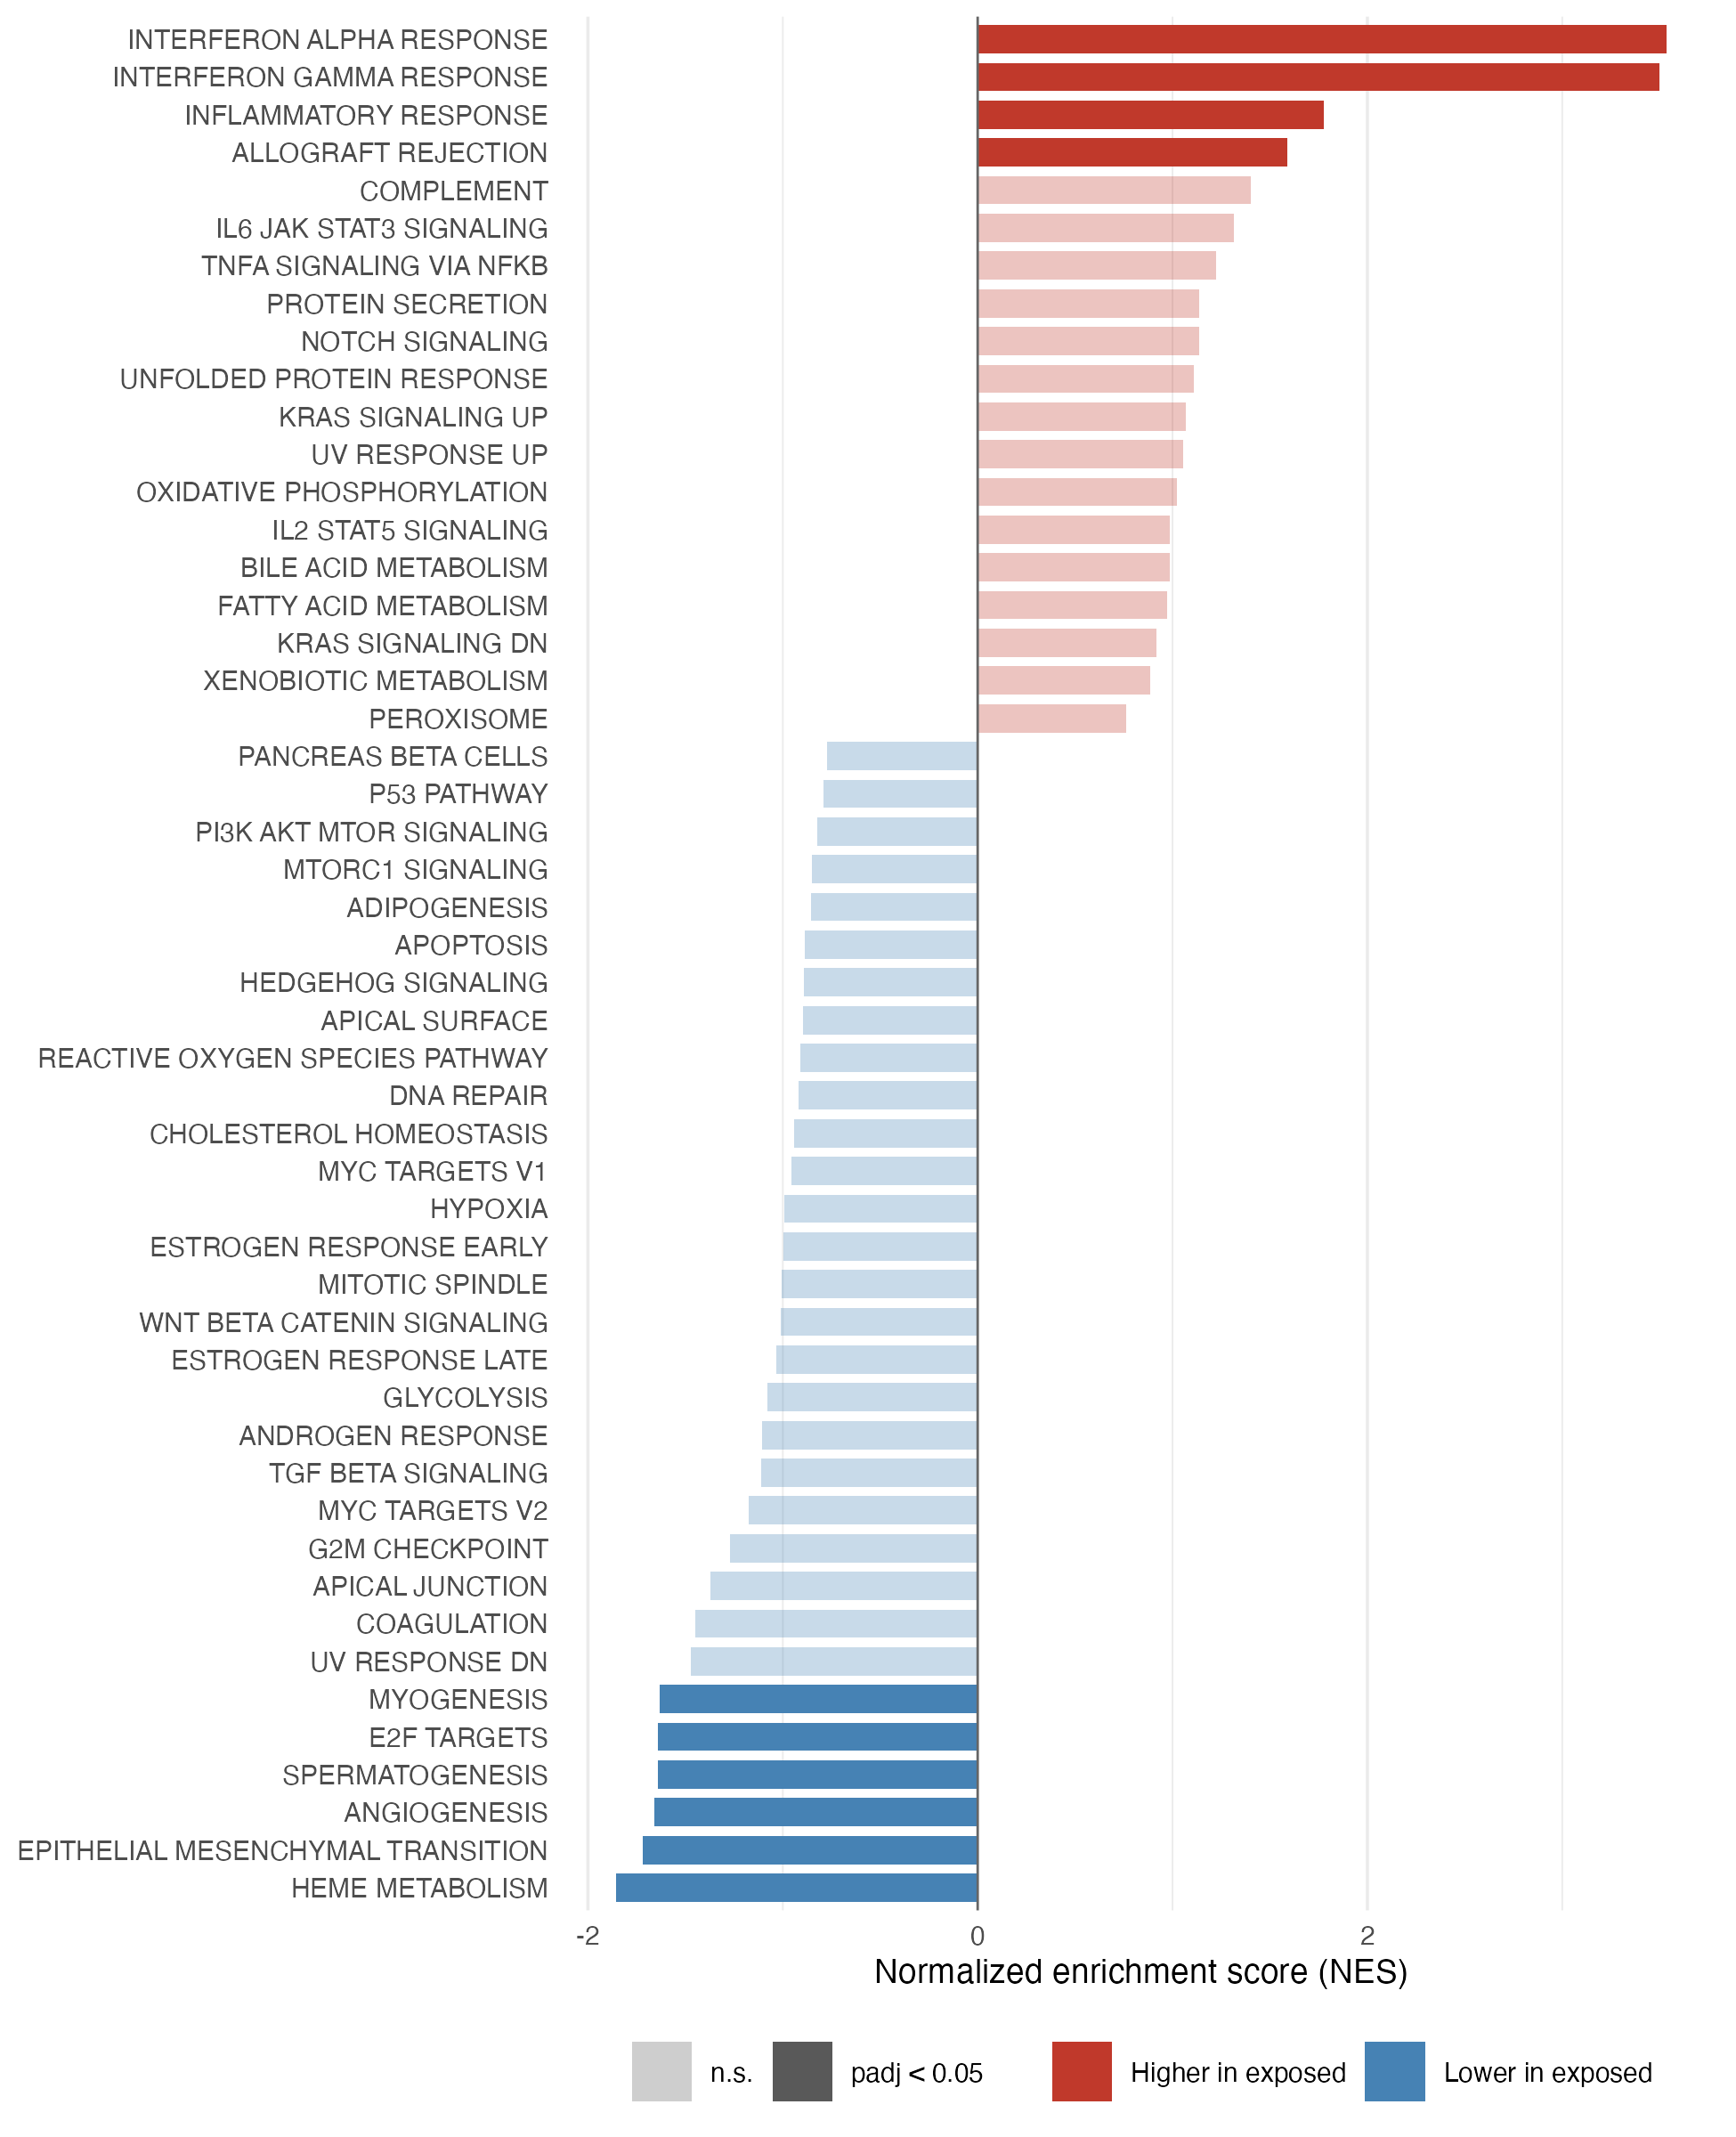 INTERFERON ALPHA RESPONSE
INTERFERON GAMMA RESPONSE
INFLAMMATORY RESPONSE
ALLOGRAFT REJECTION
COMPLEMENT
IL6 JAK STAT3 SIGNALING
TNFA SIGNALING VIA NFKB
PROTEIN SECRETION
NOTCH SIGNALING
UNFOLDED PROTEIN RESPONSE
KRAS SIGNALING UP
UV RESPONSE UP
OXIDATIVE PHOSPHORYLATION
IL2 STAT5 SIGNALING
BILE ACID METABOLISM
FATTY ACID METABOLISM
KRAS SIGNALING DN
XENOBIOTIC METABOLISM
PEROXISOME
PANCREAS BETA CELLS
P53 PATHWAY
PI3K AKT MTOR SIGNALING
MTORC1 SIGNALING
ADIPOGENESIS
APOPTOSIS
HEDGEHOG SIGNALING
APICAL SURFACE
REACTIVE OXYGEN SPECIES PATHWAY
DNA REPAIR
CHOLESTEROL HOMEOSTASIS
MYC TARGETS V1
HYPOXIA
ESTROGEN RESPONSE EARLY
MITOTIC SPINDLE
WNT BETA CATENIN SIGNALING
ESTROGEN RESPONSE LATE
GLYCOLYSIS
ANDROGEN RESPONSE
TGF BETA SIGNALING
MYC TARGETS V2
G2M CHECKPOINT
APICAL JUNCTION
COAGULATION
UV RESPONSE DN
MYOGENESIS
E2F TARGETS
SPERMATOGENESIS
ANGIOGENESIS
EPITHELIAL MESENCHYMAL TRANSITION
HEME METABOLISM
-2 0 2
Normalized enrichment score (NES)
n.s. padj < 0.05 Higher in exposed Lower in exposed